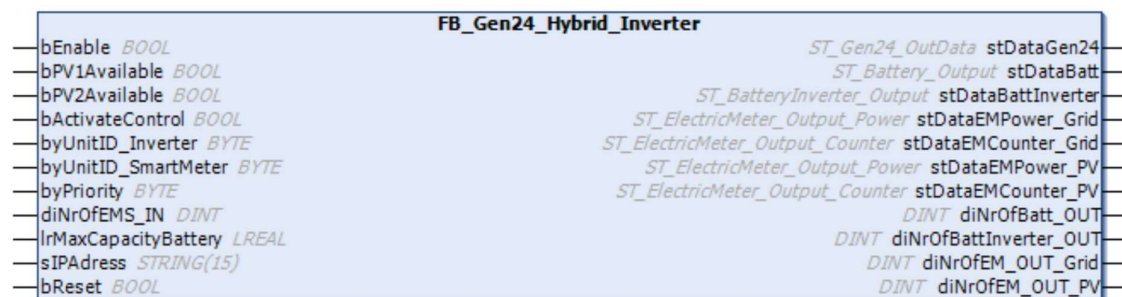 FB_Gen24_Hybrid_Inverter
bEnable BOOL ST_Gen24_OutData stDataGen24
bPV1Available BOOL ST_Battery_Output stDataBatt
bPV2Available BOOL ST_BatteryInverter_Output stDataBattInverter
bActivateControl BOOL ST_ElectricMeter_Output_Power stDataEMPower_Grid
byUnitID_Inverter BYTE ST_ElectricMeter_Output_Counter stDataEMCounter_Grid
byUnitID_SmartMeter BYTE ST_ElectricMeter_Output_Power stDataEMPower_PV
byPriority BYTE ST_ElectricMeter_Output_Counter stDataEMCounter_PV
diNrOfEMS_IN DINT DINT diNrOfBatt_OUT
lrMaxCapacityBattery LREAL DINT diNrOfBattInverter_OUT
sIPAdress STRING(15) DINT diNrOfEM_OUT_Grid
bReset BOOL DINT diNrOfEM_OUT_PV